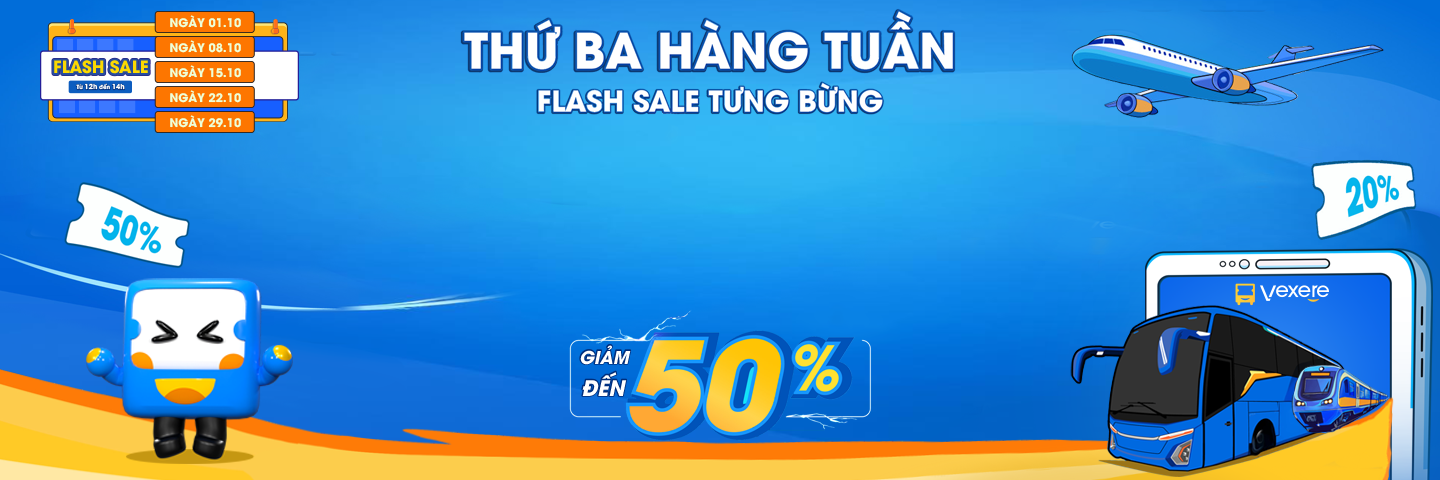 NGÀY 01.10
NGÀY 08.10
FLASH SALE
NGÀY 15.10
Từ 12h đến 14h
NGÀY 22.10
NGÀY 29.10
THỨ BA HÀNG TUẦN
FLASH SALE TƯNG BỪNG
50%
20%
vexere
GIẢM
ĐẾN
50%